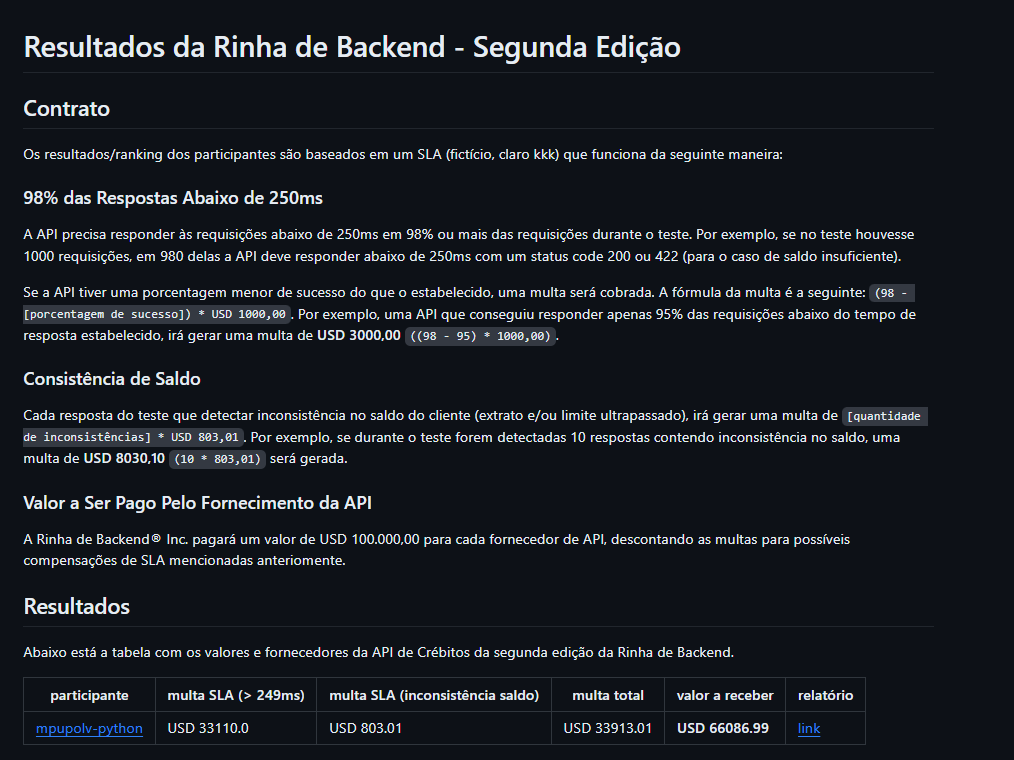 Resultados da Rinha de Backend - Segunda Edição
Contrato
Os resultados/ranking dos participantes são baseados em um SLA (fictício, claro kkk) que funciona da seguinte maneira:
98% das Respostas Abaixo de 250ms
A API precisa responder às requisições abaixo de 250ms em 98% ou mais das requisições durante o teste. Por exemplo, se no teste houvesse
1000 requisições, em 980 delas a API deve responder abaixo de 250ms com um status code 200 ou 422 (para o caso de saldo insuficiente).
Se a API tiver uma porcentagem menor de sucesso do que o estabelecido, uma multa será cobrada. A fórmula da multa é a seguinte: (98 -
[porcentagem de sucesso]) * USD 1000,00 . Por exemplo, uma API que conseguiu responder apenas 95% das requisições abaixo do tempo de
resposta estabelecido, irá gerar uma multa de USD 3000,00 ((98 - 95) * 1000,00) .
Consistência de Saldo
Cada resposta do teste que detectar inconsistência no saldo do cliente (extrato e/ou limite ultrapassado), irá gerar uma multa de [quantidade
de inconsistências] * USD 803,01 . Por exemplo, se durante o teste forem detectadas 10 respostas contendo inconsistência no saldo, uma
multa de USD 8030,10 (10 * 803,01) será gerada.
Valor a Ser Pago Pelo Fornecimento da API
A Rinha de Backend® Inc. pagará um valor de USD 100.000,00 para cada fornecedor de API, descontando as multas para possíveis
compensações de SLA mencionadas anteriomente.
Resultados
Abaixo está a tabela com os valores e fornecedores da API de Crébitos da segunda edição da Rinha de Backend.
participante multa SLA (> 249ms) multa SLA (inconsistência saldo) multa total valor a receber relatório
mpupolv-python USD 33110.0 USD 803.01 USD 33913.01 USD 66086.99 link